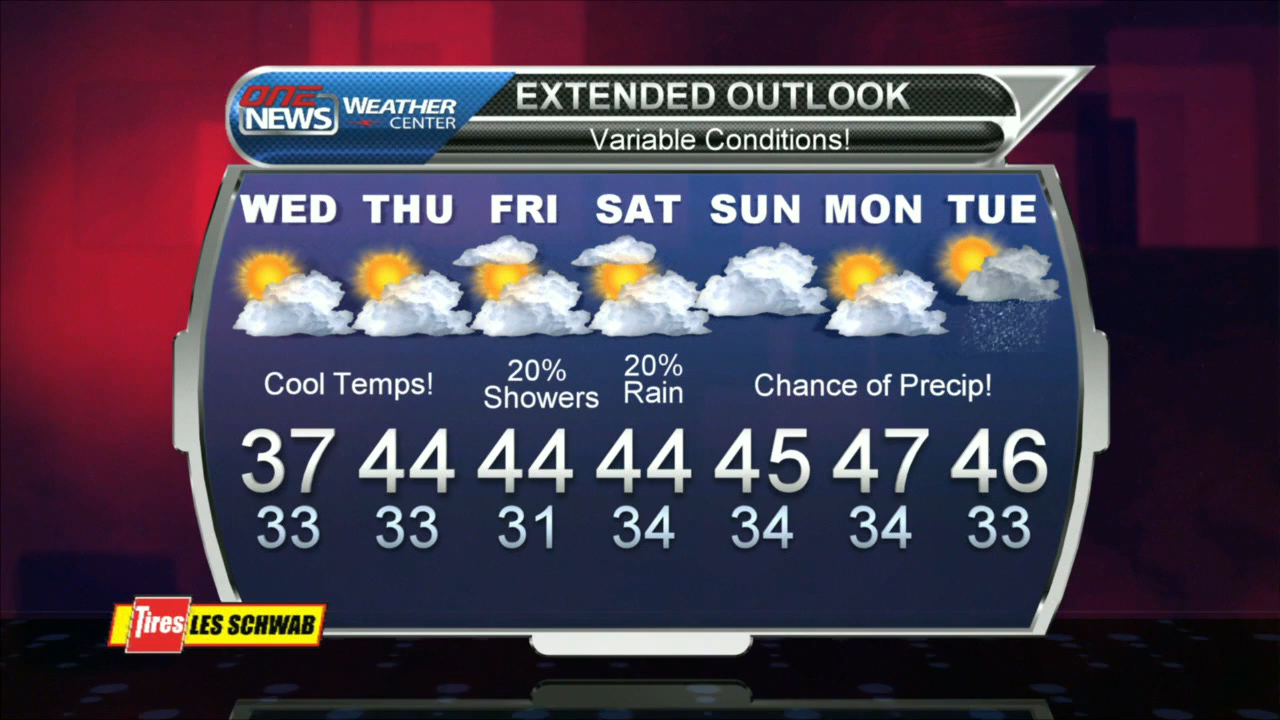 ONE
NEWS
WEATHER
CENTER
EXTENDED OUTLOOK
Variable Conditions!
WED THU FRI SAT SUN MON TUE
Cool Temps!
20%
Showers
20%
Rain
Chance of Precip!
37 44 44 44 45 47 46
33 33 31 34 34 34 33
Tires LES SCHWAB